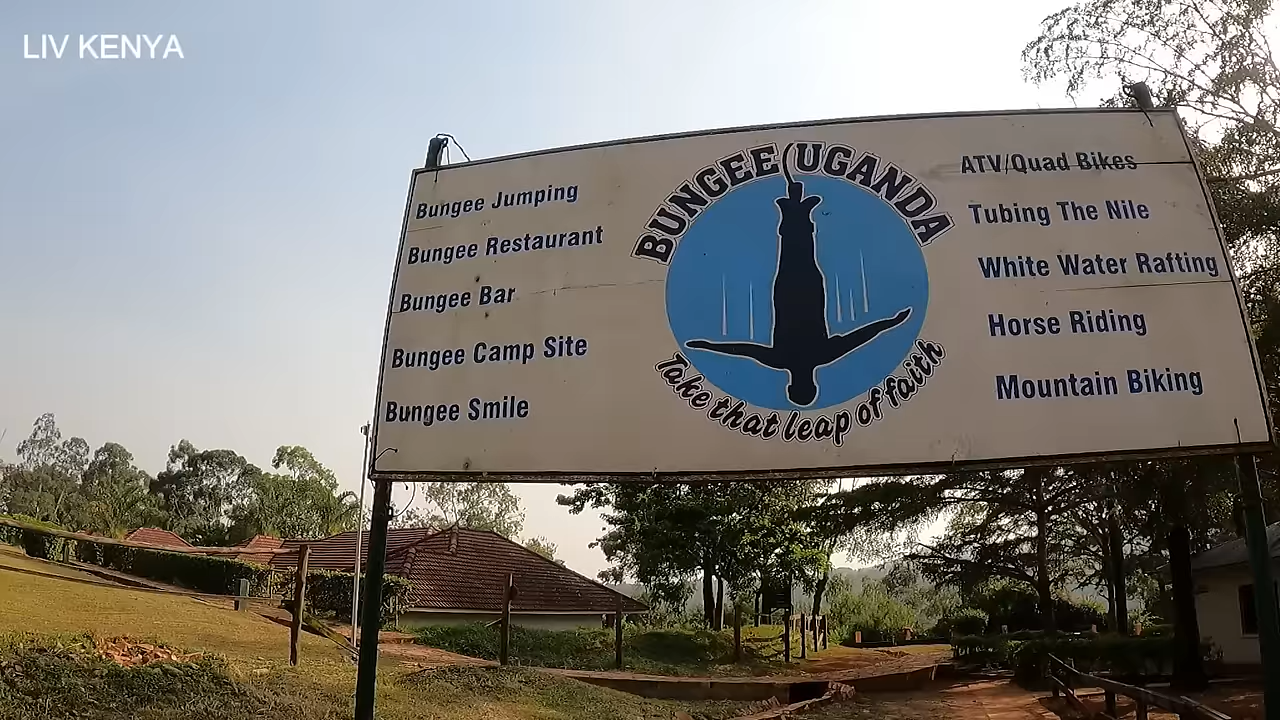 LIV KENYA
BUNGEE UGANDA
Take that leap of faith
Bungee Jumping
Bungee Restaurant
Bungee Bar
Bungee Camp Site
Bungee Smile
ATV/Quad Bikes
Tubing The Nile
White Water Rafting
Horse Riding
Mountain Biking